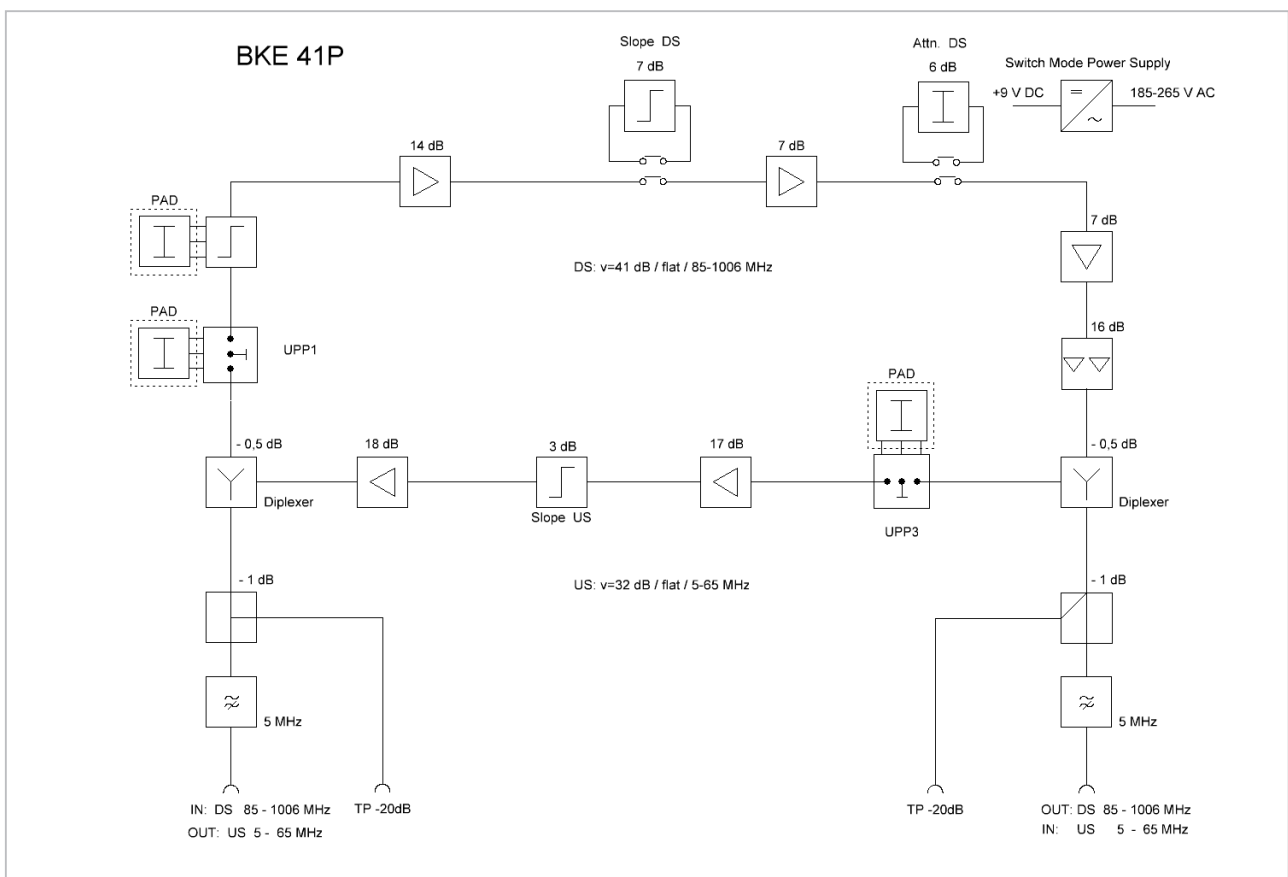 BKE 41P
Slope DS
7 dB
Attn. DS
6 dB
Switch Mode Power Supply
+9 V DC
185-265 V AC
14 dB
7 dB
PAD
7 dB
DS: v=41 dB / flat / 85-1006 MHz
PAD
UPP1
16 dB
PAD
- 0,5 dB
18 dB
3 dB
17 dB
- 0,5 dB
Diplexer
Slope US
UPP3
Diplexer
- 1 dB
US: v=32 dB / flat / 5-65 MHz
- 1 dB
5 MHz
5 MHz
IN: DS 85 - 1006 MHz
OUT: US 5 - 65 MHz
TP -20dB
TP -20dB
OUT: DS 85 - 1006 MHz
IN: US 5 - 65 MHz